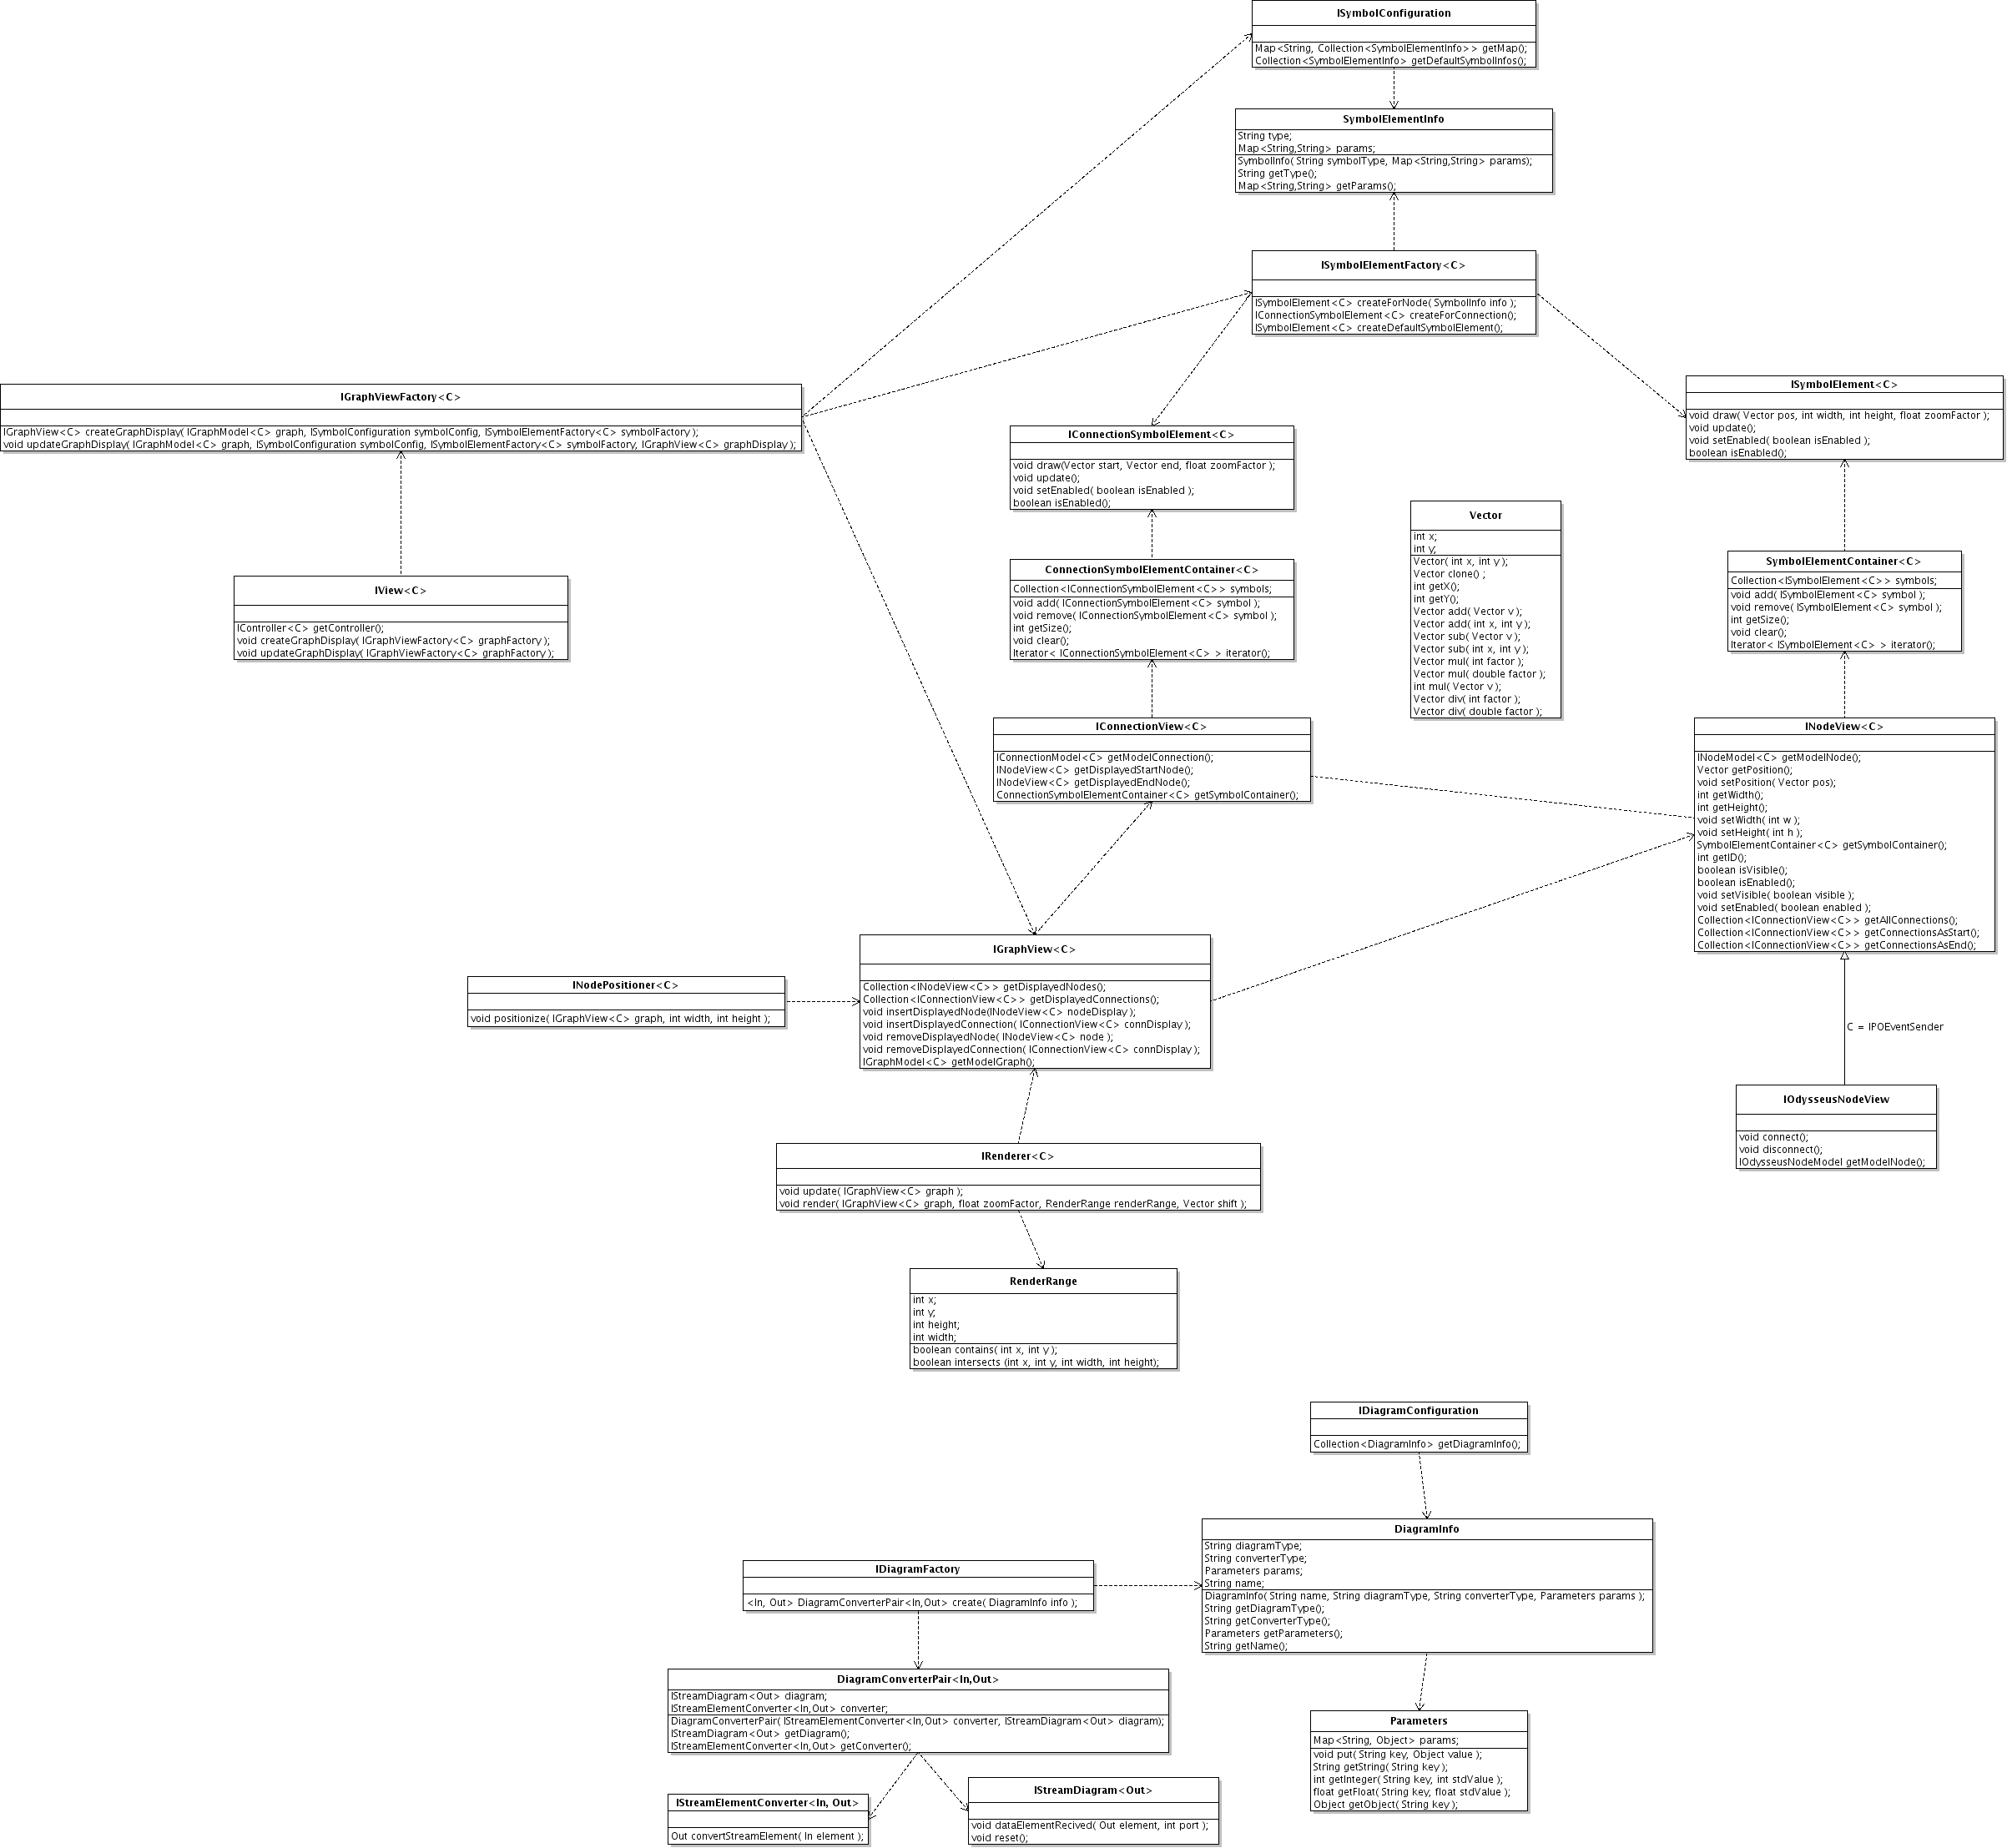 ISymbolConfiguration
Map<String, Collection<SymbolElementInfo>> getMap();
Collection<SymbolElementInfo> getDefaultSymbolInfos();
SymbolElementInfo
String type;
Map<String,String> params;
SymbolInfo( String symbolType, Map<String,String> params);
String getType();
Map<String,String> getParams();
ISymbolElementFactory<C>
ISymbolElement<C> createForNode( SymbolInfo info );
IConnectionSymbolElement<C> createForConnection();
ISymbolElement<C> createDefaultSymbolElement();
IGraphViewFactory<C>
IGraphView<C> createGraphDisplay( IGraphModel<C> graph, ISymbolConfiguration symbolConfig, ISymbolElementFactory<C> symbolFactory );
void updateGraphDisplay( IGraphModel<C> graph, ISymbolConfiguration symbolConfig, ISymbolElementFactory<C> symbolFactory, IGraphView<C> graphDisplay );
ISymbolElement<C>
void draw( Vector pos, int width, int height, float zoomFactor );
void update();
void setEnabled( boolean isEnabled );
boolean isEnabled();
IConnectionSymbolElement<C>
void draw(Vector start, Vector end, float zoomFactor );
void update();
void setEnabled( boolean isEnabled );
boolean isEnabled();
Vector
int x;
int y;
Vector( int x, int y );
Vector clone() ;
int getX();
int getY();
Vector add( Vector v );
Vector add( int x, int y );
Vector sub( Vector v );
Vector sub( int x, int y );
Vector mul( int factor );
Vector mul( double factor );
int mul( Vector v );
Vector div( int factor );
Vector div( double factor );
IView<C>
IController<C> getController();
void createGraphDisplay( IGraphViewFactory<C> graphFactory );
void updateGraphDisplay( IGraphViewFactory<C> graphFactory );
ConnectionSymbolElementContainer<C>
Collection<IConnectionSymbolElement<C>> symbols;
void add( IConnectionSymbolElement<C> symbol );
void remove( IConnectionSymbolElement<C> symbol );
int getSize();
void clear();
Iterator< IConnectionSymbolElement<C> > iterator();
SymbolElementContainer<C>
Collection<ISymbolElement<C>> symbols;
void add( ISymbolElement<C> symbol );
void remove( ISymbolElement<C> symbol );
int getSize();
void clear();
Iterator< ISymbolElement<C> > iterator();
IConnectionView<C>
IConnectionModel<C> getModelConnection();
INodeView<C> getDisplayedStartNode();
INodeView<C> getDisplayedEndNode();
ConnectionSymbolElementContainer<C> getSymbolContainer();
INodeView<C>
INodeModel<C> getModelNode();
Vector getPosition();
void setPosition( Vector pos);
int getWidth();
int getHeight();
void setWidth( int w );
void setHeight( int h );
SymbolElementContainer<C> getSymbolContainer();
int getID();
boolean isVisible();
boolean isEnabled();
void setVisible( boolean visible );
void setEnabled( boolean enabled );
Collection<IConnectionView<C>> getAllConnections();
Collection<IConnectionView<C>> getConnectionsAsStart();
Collection<IConnectionView<C>> getConnectionsAsEnd();
IGraphView<C>
Collection<INodeView<C>> getDisplayedNodes();
Collection<IConnectionView<C>> getDisplayedConnections();
void insertDisplayedNode(INodeView<C> nodeDisplay );
void insertDisplayedConnection( IConnectionView<C> connDisplay );
void removeDisplayedNode( INodeView<C> node );
void removeDisplayedConnection( IConnectionView<C> connDisplay );
IGraphModel<C> getModelGraph();
INodePositioner<C>
void positionize( IGraphView<C> graph, int width, int height );
C = IPOEventSender
IOdysseusNodeView
void connect();
void disconnect();
IOdysseusNodeModel getModelNode();
IRenderer<C>
void update( IGraphView<C> graph );
void render( IGraphView<C> graph, float zoomFactor, RenderRange renderRange, Vector shift );
RenderRange
int x;
int y;
int height;
int width;
boolean contains( int x, int y );
boolean intersects (int x, int y, int width, int height);
IDiagramConfiguration
Collection<DiagramInfo> getDiagramInfo();
DiagramInfo
String diagramType;
String converterType;
Parameters params;
String name;
DiagramInfo( String name, String diagramType, String converterType, Parameters params );
String getDiagramType();
String getConverterType();
Parameters getParameters();
String getName();
IDiagramFactory
<In, Out> DiagramConverterPair<In,Out> create( DiagramInfo info );
DiagramConverterPair<In,Out>
IStreamDiagram<Out> diagram;
IStreamElementConverter<In,Out> converter;
DiagramConverterPair( IStreamElementConverter<In,Out> converter, IStreamDiagram<Out> diagram);
IStreamDiagram<Out> getDiagram();
IStreamElementConverter<In,Out> getConverter();
Parameters
Map<String, Object> params;
void put( String key, Object value );
String getString( String key );
int getInteger( String key, int stdValue );
float getFloat( String key, float stdValue );
Object getObject( String key );
IStreamElementConverter<In, Out>
Out convertStreamElement( In element );
IStreamDiagram<Out>
void dataElementRecived( Out element, int port );
void reset();